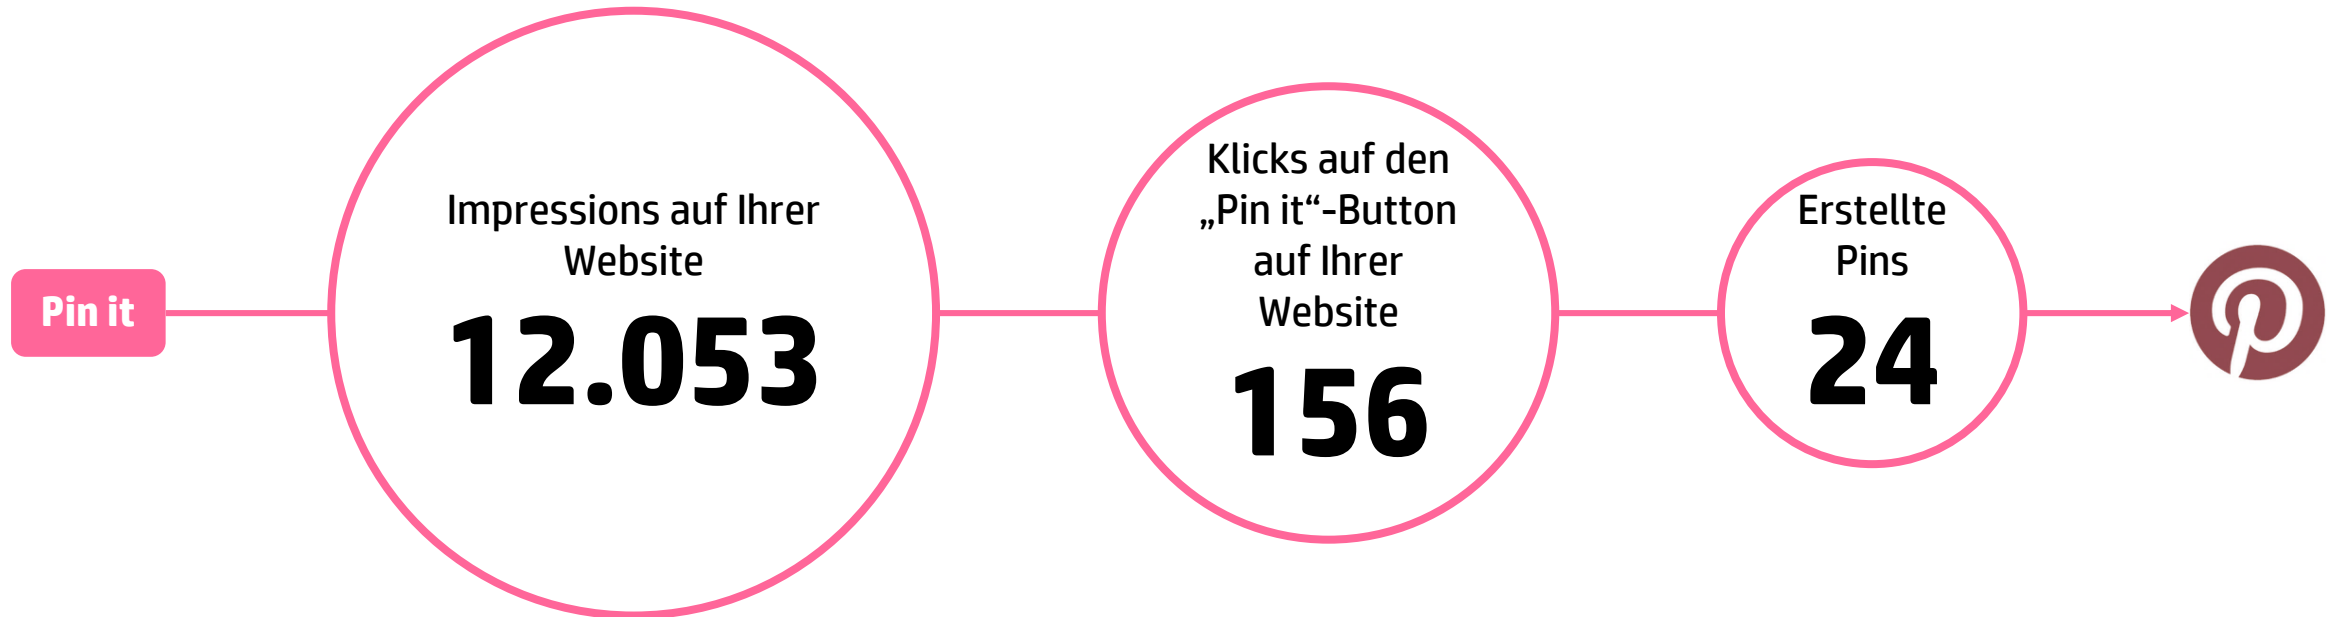 Pin it
Impressions auf Ihrer
Website
12.053
Klicks auf den
„Pin it“-Button
auf Ihrer
Website
156
Erstellte
Pins
24